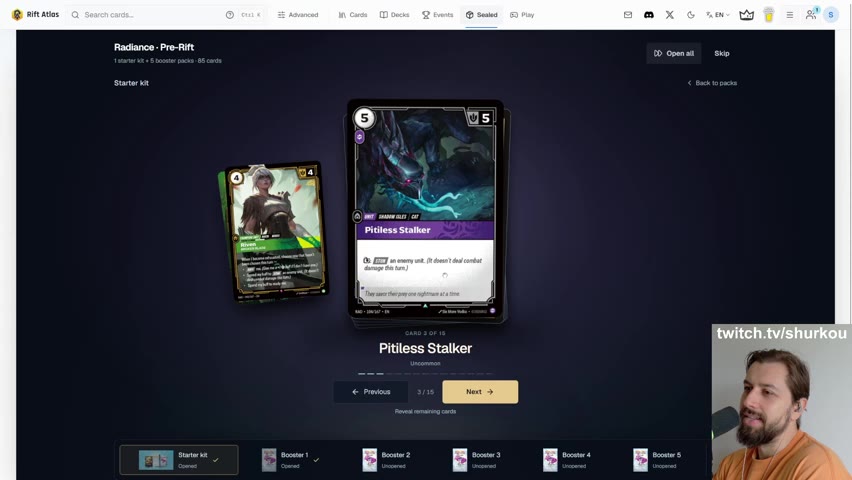 Rift Atlas
Search cards...
Ctrl K
Advanced
Cards
Decks
Events
Sealed
Play
EN
1
S
Radiance · Pre-Rift
1 starter kit + 5 booster packs · 85 cards
Open all
Skip
Starter kit
Back to packs
4
4
Riven
5
5
UNIT SHADOW ISLES | CAT
Pitiless Stalker
STUN an enemy unit. (It doesn't deal combat
damage this turn.)
They wake their prey one nightmare at a time.
CARD 3 OF 15
Pitiless Stalker
Uncommon
Previous
3 / 15
Next
Reveal remaining cards
Starter kit
Opened
Booster 1
Opened
Booster 2
Unopened
Booster 3
Unopened
Booster 4
Unopened
Booster 5
Unopened
twitch.tv/shurkou